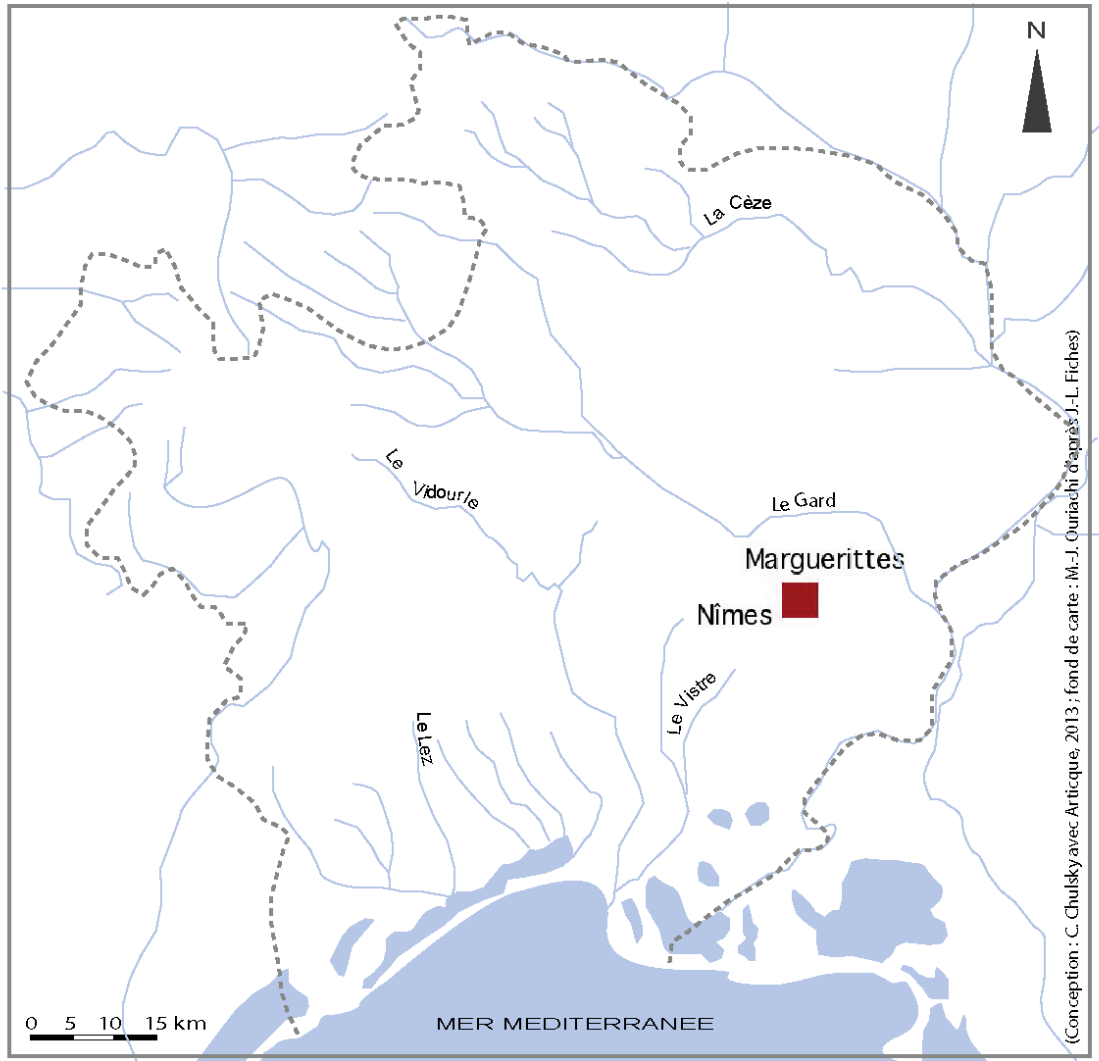 N
La Cèze
Le Vidourle
Le Gard
Marguerittes
Nîmes
Le Vistre
Le Lez
0 5 10 15 km
MER MEDITERRANEE
(Conception : C. Chulsky avec Articque, 2013 ; fond de carte : M.-J. Ouriachi d'après J.-L. Fiches)